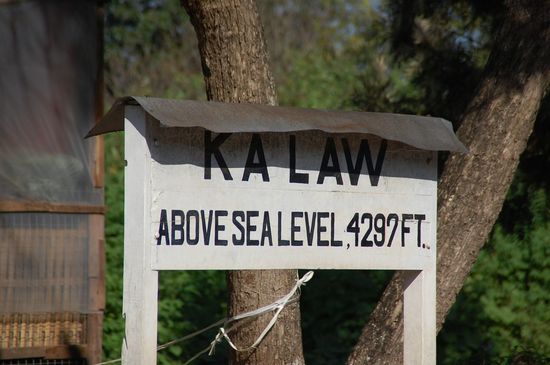 KALAW
ABOVE SEA LEVEL, 4297 FT.